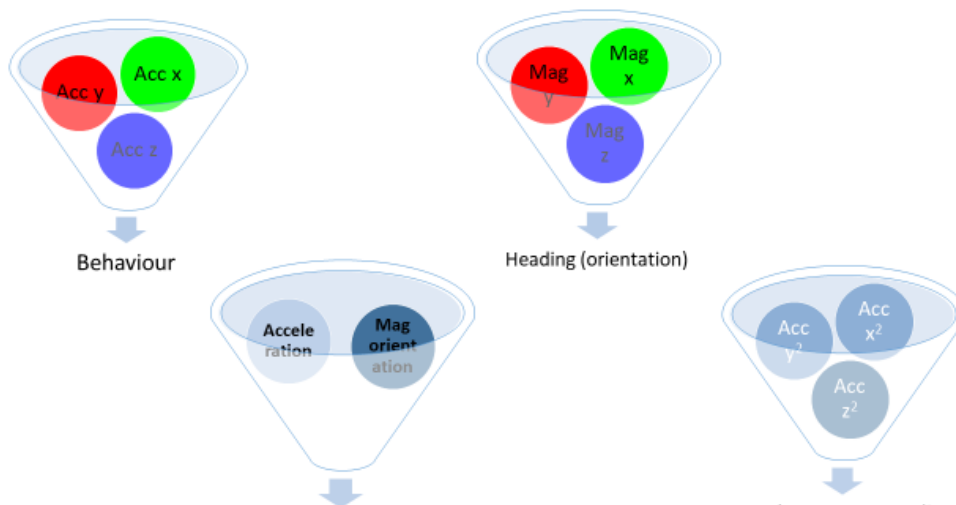 Acc y
Acc x
Acc z
Behaviour
Mag
y
Mag
x
Mag
z
Heading (orientation)
Accele
ration
Mag
orient
ation
Acc
y²
Acc
x²
Acc
z²